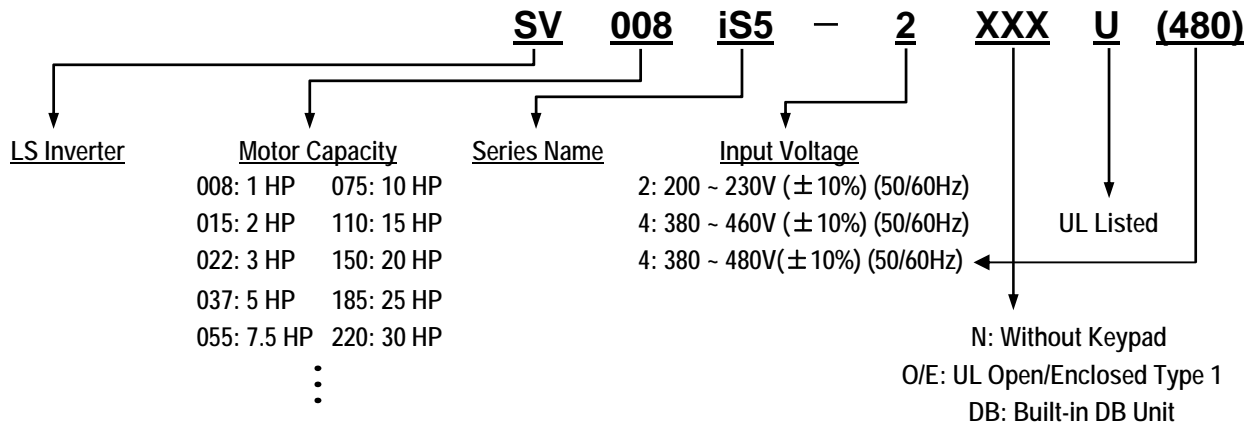 SV 008 iS5 – 2 XXX U (480)
LS Inverter
Motor Capacity
008: 1 HP 075: 10 HP
015: 2 HP 110: 15 HP
022: 3 HP 150: 20 HP
037: 5 HP 185: 25 HP
055: 7.5 HP 220: 30 HP
Series Name
Input Voltage
2: 200 ~ 230V (±10%) (50/60Hz)
4: 380 ~ 460V (±10%) (50/60Hz)
4: 380 ~ 480V(±10%) (50/60Hz)
UL Listed
N: Without Keypad
O/E: UL Open/Enclosed Type 1
DB: Built-in DB Unit